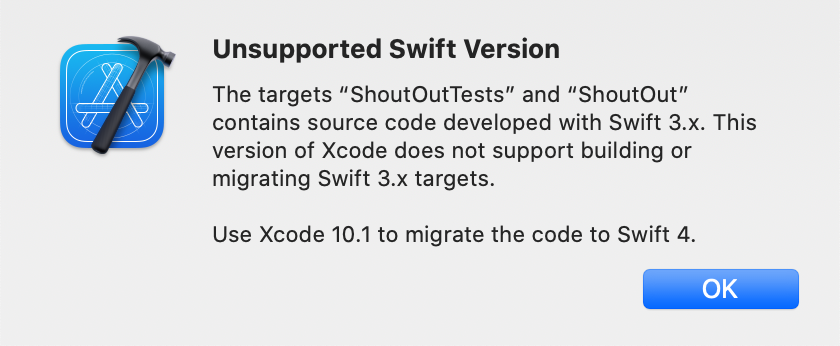 Unsupported Swift Version
The targets “ShoutOutTests” and “ShoutOut”
contains source code developed with Swift 3.x. This
version of Xcode does not support building or
migrating Swift 3.x targets.
Use Xcode 10.1 to migrate the code to Swift 4.
OK